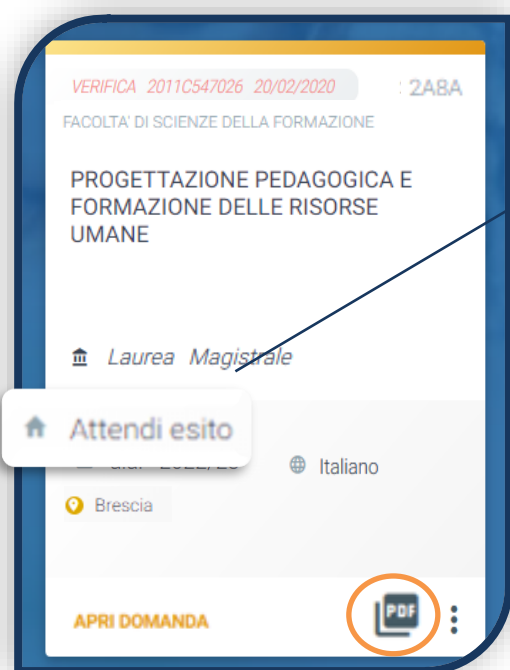 VERIFICA 2011C547026 20/02/2020 : 2A8A
FACOLTA' DI SCIENZE DELLA FORMAZIONE
PROGETTAZIONE PEDAGOGICA E
FORMAZIONE DELLE RISORSE
UMANE
Laurea Magistrale
Attendi esito
Italiano
Brescia
APRI DOMANDA
PDF